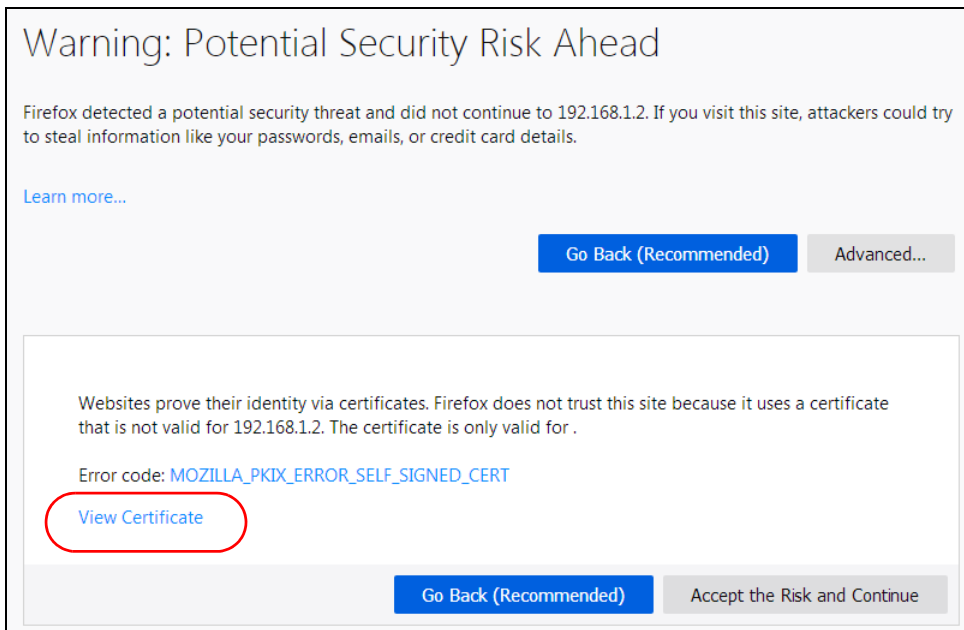 Warning: Potential Security Risk Ahead
Firefox detected a potential security threat and did not continue to 192.168.1.2. If you visit this site, attackers could try
to steal information like your passwords, emails, or credit card details.
Learn more...
Go Back (Recommended)
Advanced...
Websites prove their identity via certificates. Firefox does not trust this site because it uses a certificate
that is not valid for 192.168.1.2. The certificate is only valid for .
Error code: MOZILLA_PKIX_ERROR_SELF_SIGNED_CERT
View Certificate
Go Back (Recommended)
Accept the Risk and Continue